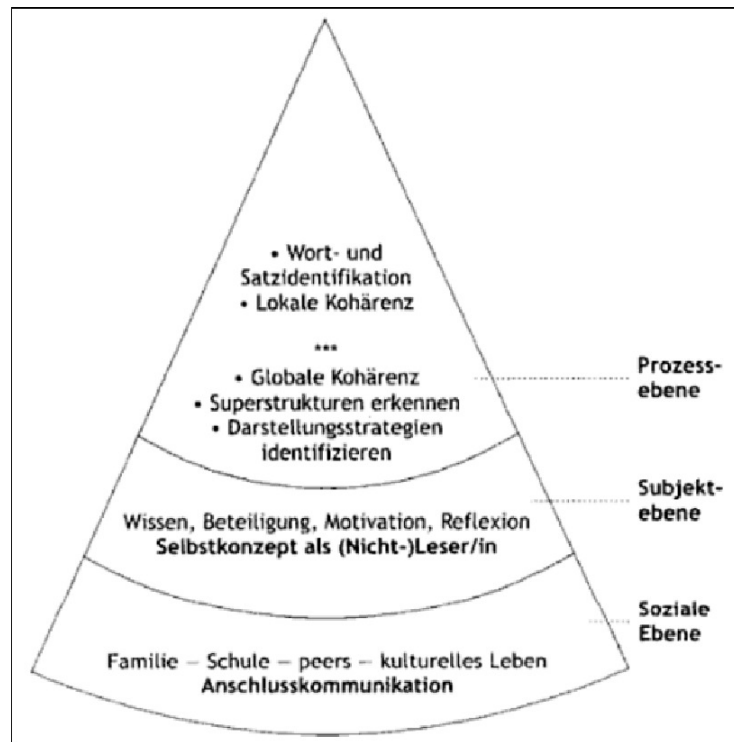 • Wort- und
Satzidentifikation
• Lokale Kohärenz
***
• Globale Kohärenz
• Superstrukturen erkennen
• Darstellungsstrategien
identifizieren
Prozess-
ebene
Wissen, Beteiligung, Motivation, Reflexion
Selbstkonzept als (Nicht-)Leser/in
Subjekt-
ebene
Familie – Schule – peers – kulturelles Leben
Anschlusskommunikation
Soziale
Ebene